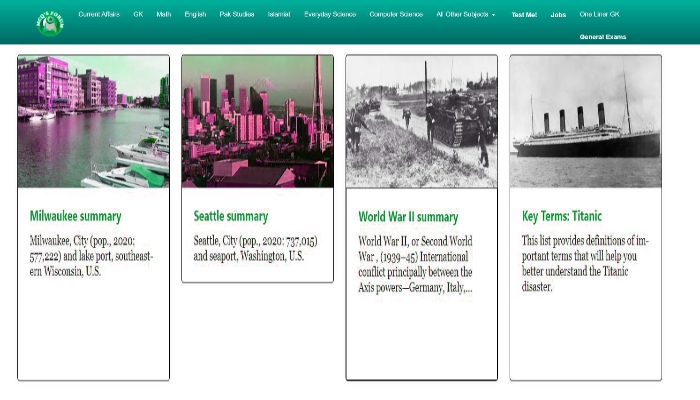 Current Affairs GK Math English Pak Studies Islamiat Everyday Science Computer Science All Other Subjects Test Me! Jobs One Liner GK
General Exams
Milwaukee summary
Milwaukee, City (pop., 2020:
577,222) and lake port, southeast-
ern Wisconsin, U.S.
Seattle summary
Seattle, City (pop., 2020: 737,015)
and seaport, Washington, U.S.
World War II summary
World War II, or Second World
War , (1939–45) International
conflict principally between the
Axis powers—Germany, Italy,...
Key Terms: Titanic
This list provides definitions of im-
portant terms that will help you
better understand the Titanic
disaster.